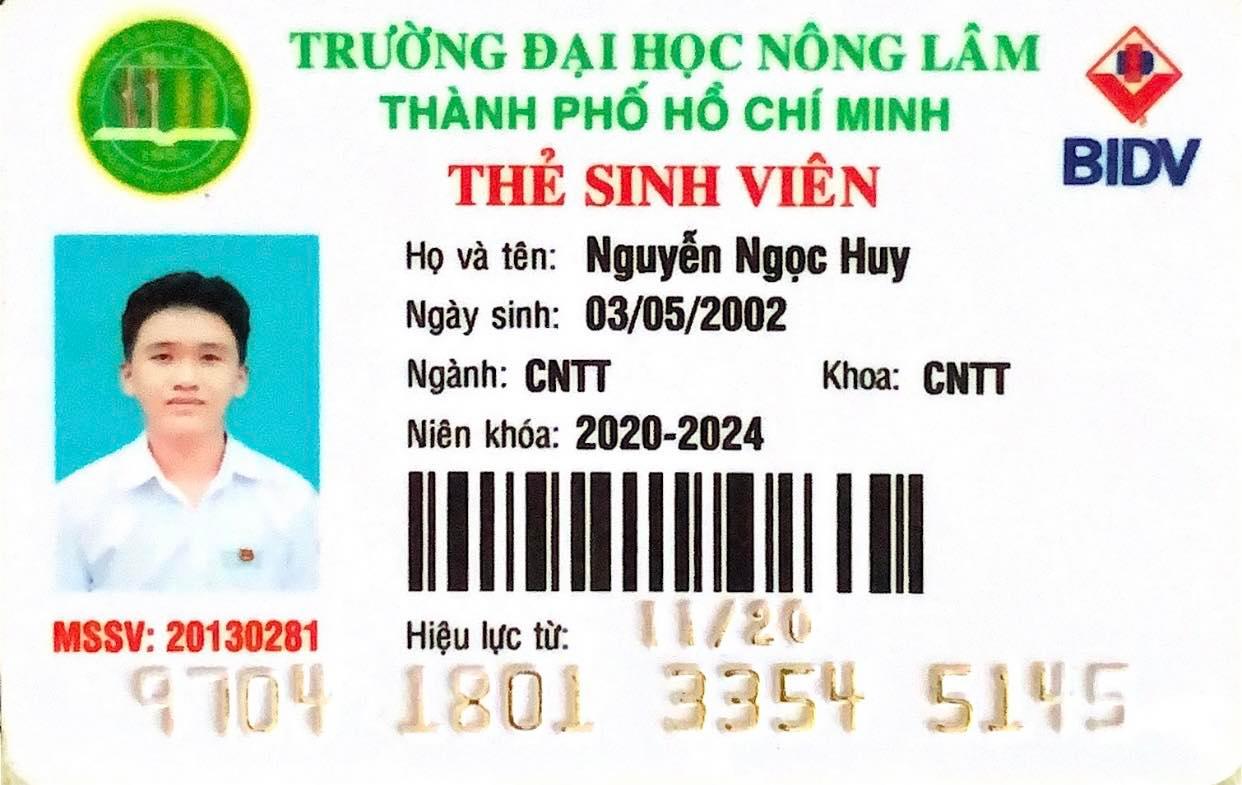 TRƯỜNG ĐẠI HỌC NÔNG LÂM
THÀNH PHỐ HỒ CHÍ MINH
BIDV
THẺ SINH VIÊN
Họ và tên: Nguyễn Ngọc Huy
Ngày sinh: 03/05/2002
Ngành: CNTT Khoa: CNTT
Niên khóa: 2020-2024
MSSV: 20130281
Hiệu lực từ: 11/20
9704 1801 3354 5145